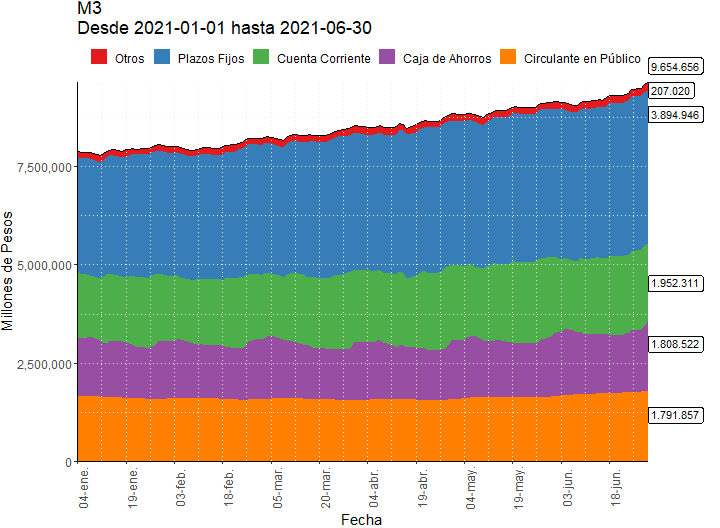 M3
Desde 2021-01-01 hasta 2021-06-30
Otros Plazos Fijos Cuenta Corriente Caja de Ahorros Circulante en Público
9.654.656
207.020
3.894.946
1.952.311
1.808.522
1.791.857
Millones de Pesos
7,500,000
5,000,000
2,500,000
0
04-ene. 19-ene. 03-feb. 18-feb. 05-mar. 20-mar. 04-abr. 19-abr. 04-may. 19-may. 03-jun. 18-jun.
Fecha